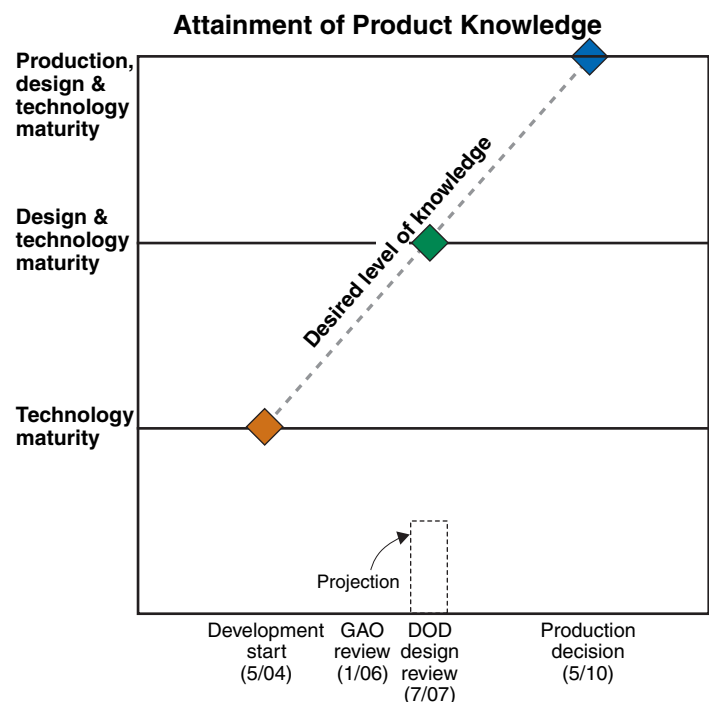 Attainment of Product Knowledge
Production,
design &
technology
maturity
Design &
technology
maturity
Technology
maturity
Desired level of knowledge
Projection
Development
start
(5/04)
GAO
review
(1/06)
DOD
design
review
(7/07)
Production
decision
(5/10)